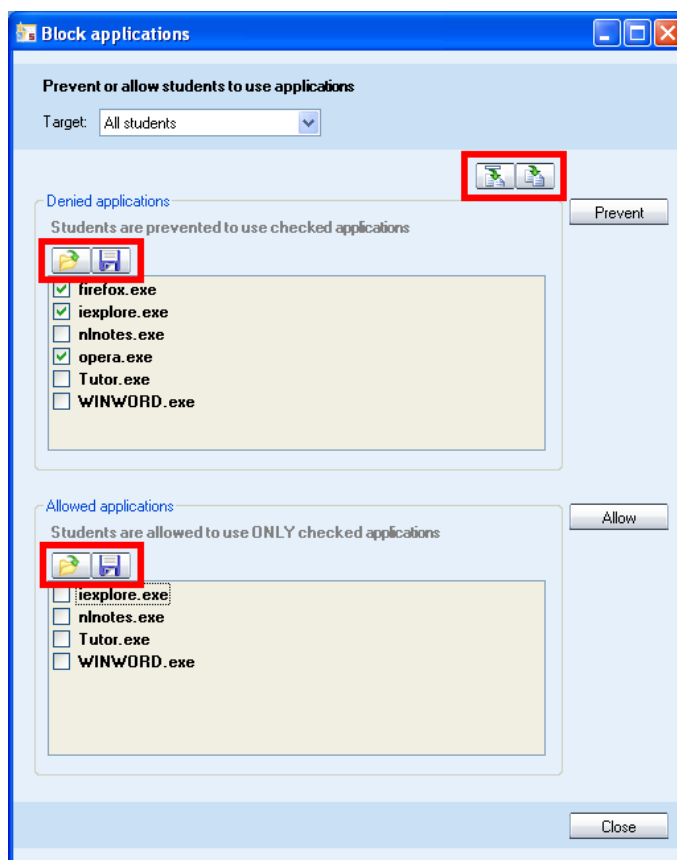 Block applications
Prevent or allow students to use applications
Target: All students
Denied applications
Prevent
Students are prevented to use checked applications
firefox.exe
iexplore.exe
nlnotes.exe
opera.exe
Tutor.exe
WINWORD.exe
Allowed applications
Allow
Students are allowed to use ONLY checked applications
iexplore.exe
nlnotes.exe
Tutor.exe
WINWORD.exe
Close